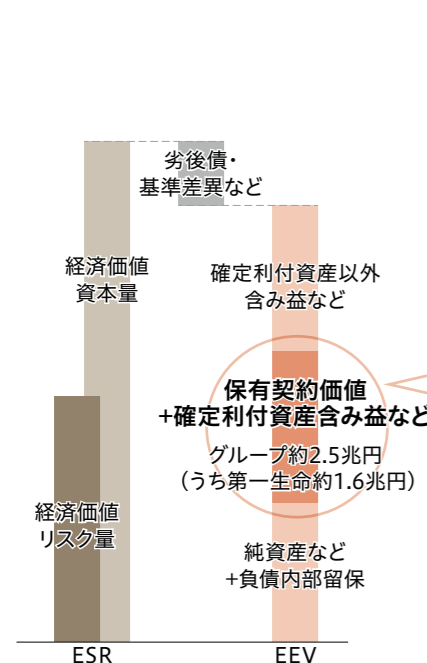 劣後債・
基準差異など
経済価値
資本量
確定利付資産以外
含み益など
保有契約価値
+確定利付資産含み益など
グループ約2.5兆円
（うち第一生命約1.6兆円）
経済価値
リスク量
純資産など
+負債内部留保
ESR
EEV